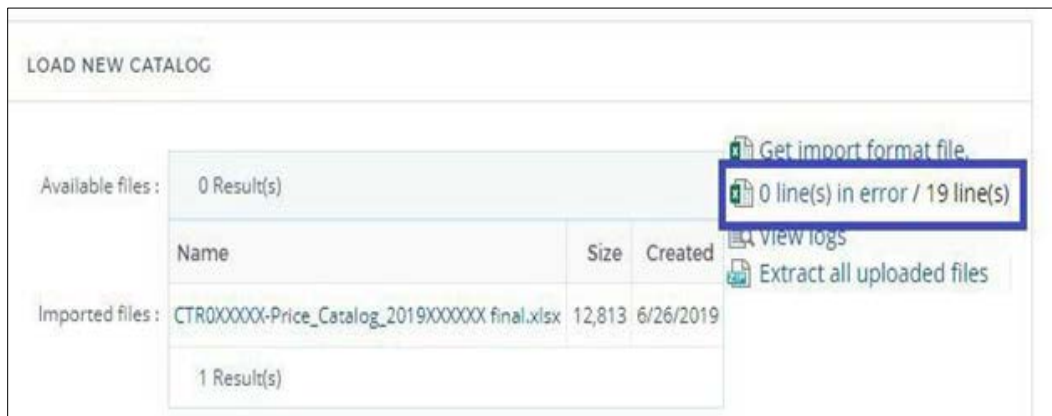 LOAD NEW CATALOG
Get import format file.
Available files : 0 Result(s)
0 line(s) in error / 19 line(s)
View logs
Name Size Created
Extract all uploaded files
Imported files : CTR0XXXXX-Price_Catalog_2019XXXXXX final.xlsx 12,813 6/26/2019
1 Result(s)